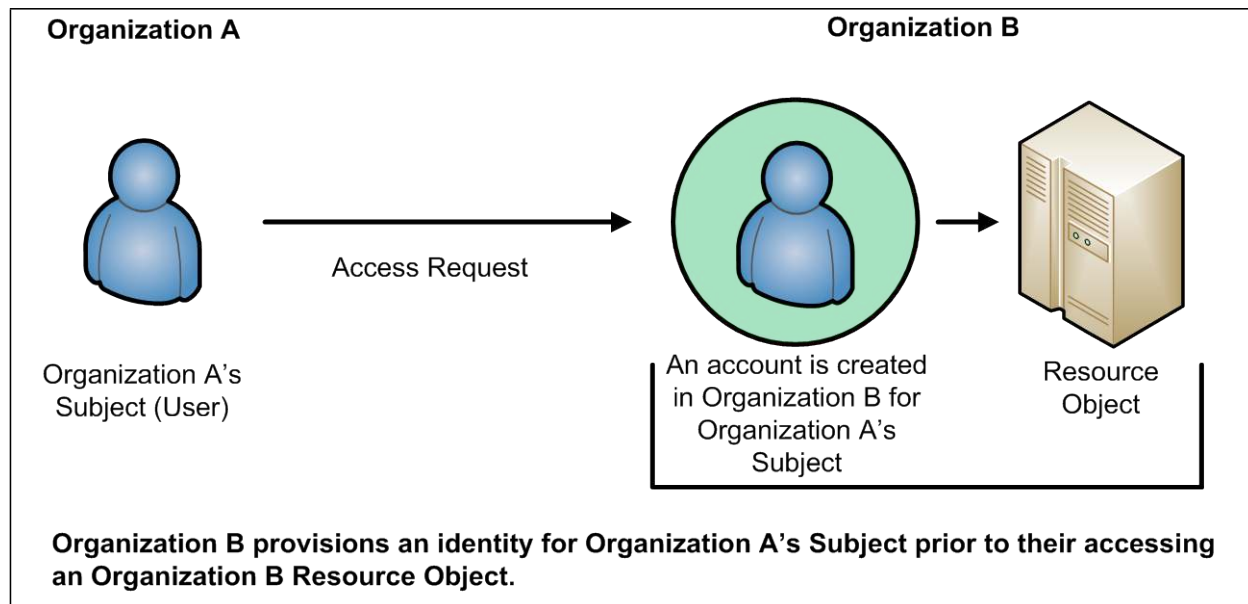 Organization A
Organization B
Access Request
Organization A's
Subject (User)
An account is created
in Organization B for
Organization A's
Subject
Resource
Object
Organization B provisions an identity for Organization A's Subject prior to their accessing
an Organization B Resource Object.